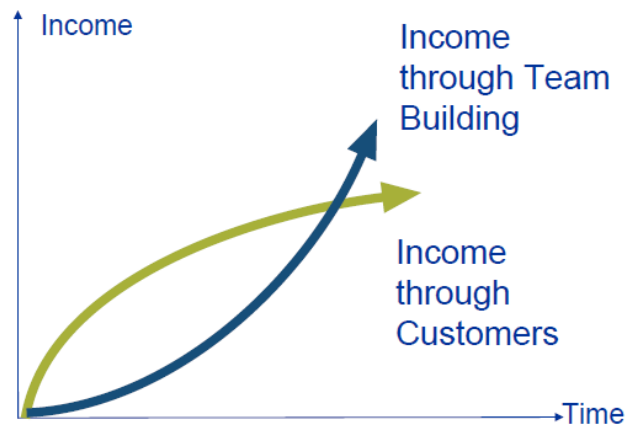 Income
Income
through Team
Building
Income
through
Customers
Time